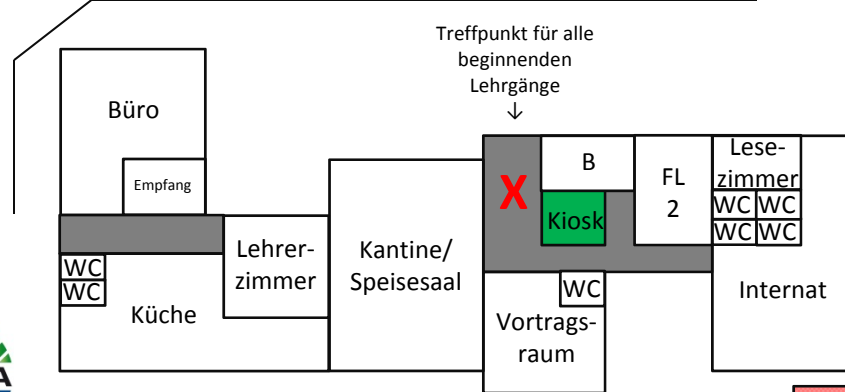 Treffpunkt für alle
beginnenden
Lehrgänge
↓
Büro
Empfang
WC
WC
Küche
Lehrer-
zimmer
Kantine/
Speisesaal
X
B
Kiosk
FL
2
Lese-
zimmer
WC WC
WC WC
Internat
WC
Vortrags-
raum
A